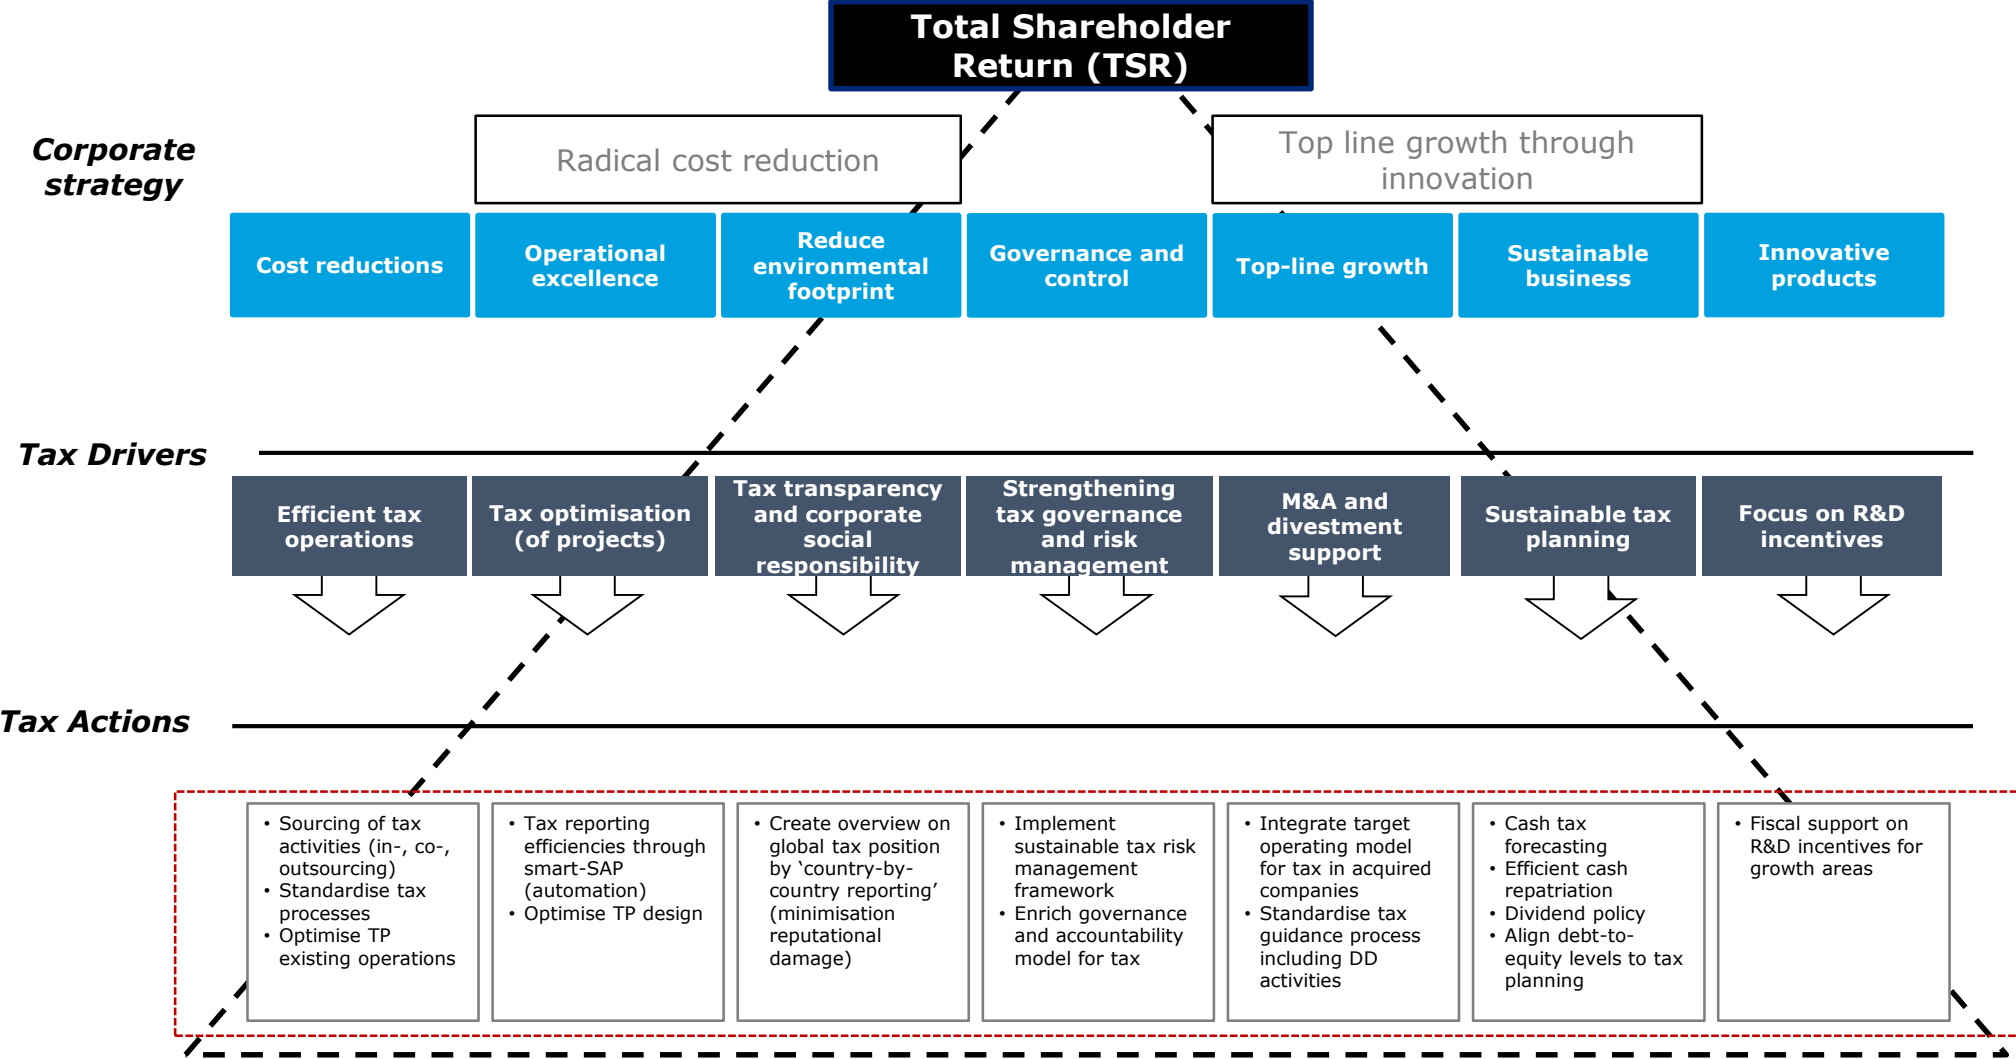 Total Shareholder
Return (TSR)
Corporate
strategy
Radical cost reduction
Top line growth through
innovation
Cost reductions
Operational
excellence
Reduce
environmental
footprint
Governance and
control
Top-line growth
Sustainable
business
Innovative
products
Tax Drivers
Efficient tax
operations
Tax optimisation
(of projects)
Tax transparency
and corporate
social
responsibility
Strengthening
tax governance
and risk
management
M&A and
divestment
support
Sustainable tax
planning
Focus on R&D
incentives
Tax Actions
• Sourcing of tax
activities (in-, co-,
outsourcing)
• Standardise tax
processes
• Optimise TP
existing operations
• Tax reporting
efficiencies through
smart-SAP
(automation)
• Optimise TP design
• Create overview on
global tax position
by ‘country-by-
country reporting’
(minimisation
reputational
damage)
• Implement
sustainable tax risk
management
framework
• Enrich governance
and accountability
model for tax
• Integrate target
operating model
for tax in acquired
companies
• Standardise tax
guidance process
including DD
activities
• Cash tax
forecasting
• Efficient cash
repatriation
• Dividend policy
• Align debt-to-
equity levels to tax
planning
• Fiscal support on
R&D incentives for
growth areas